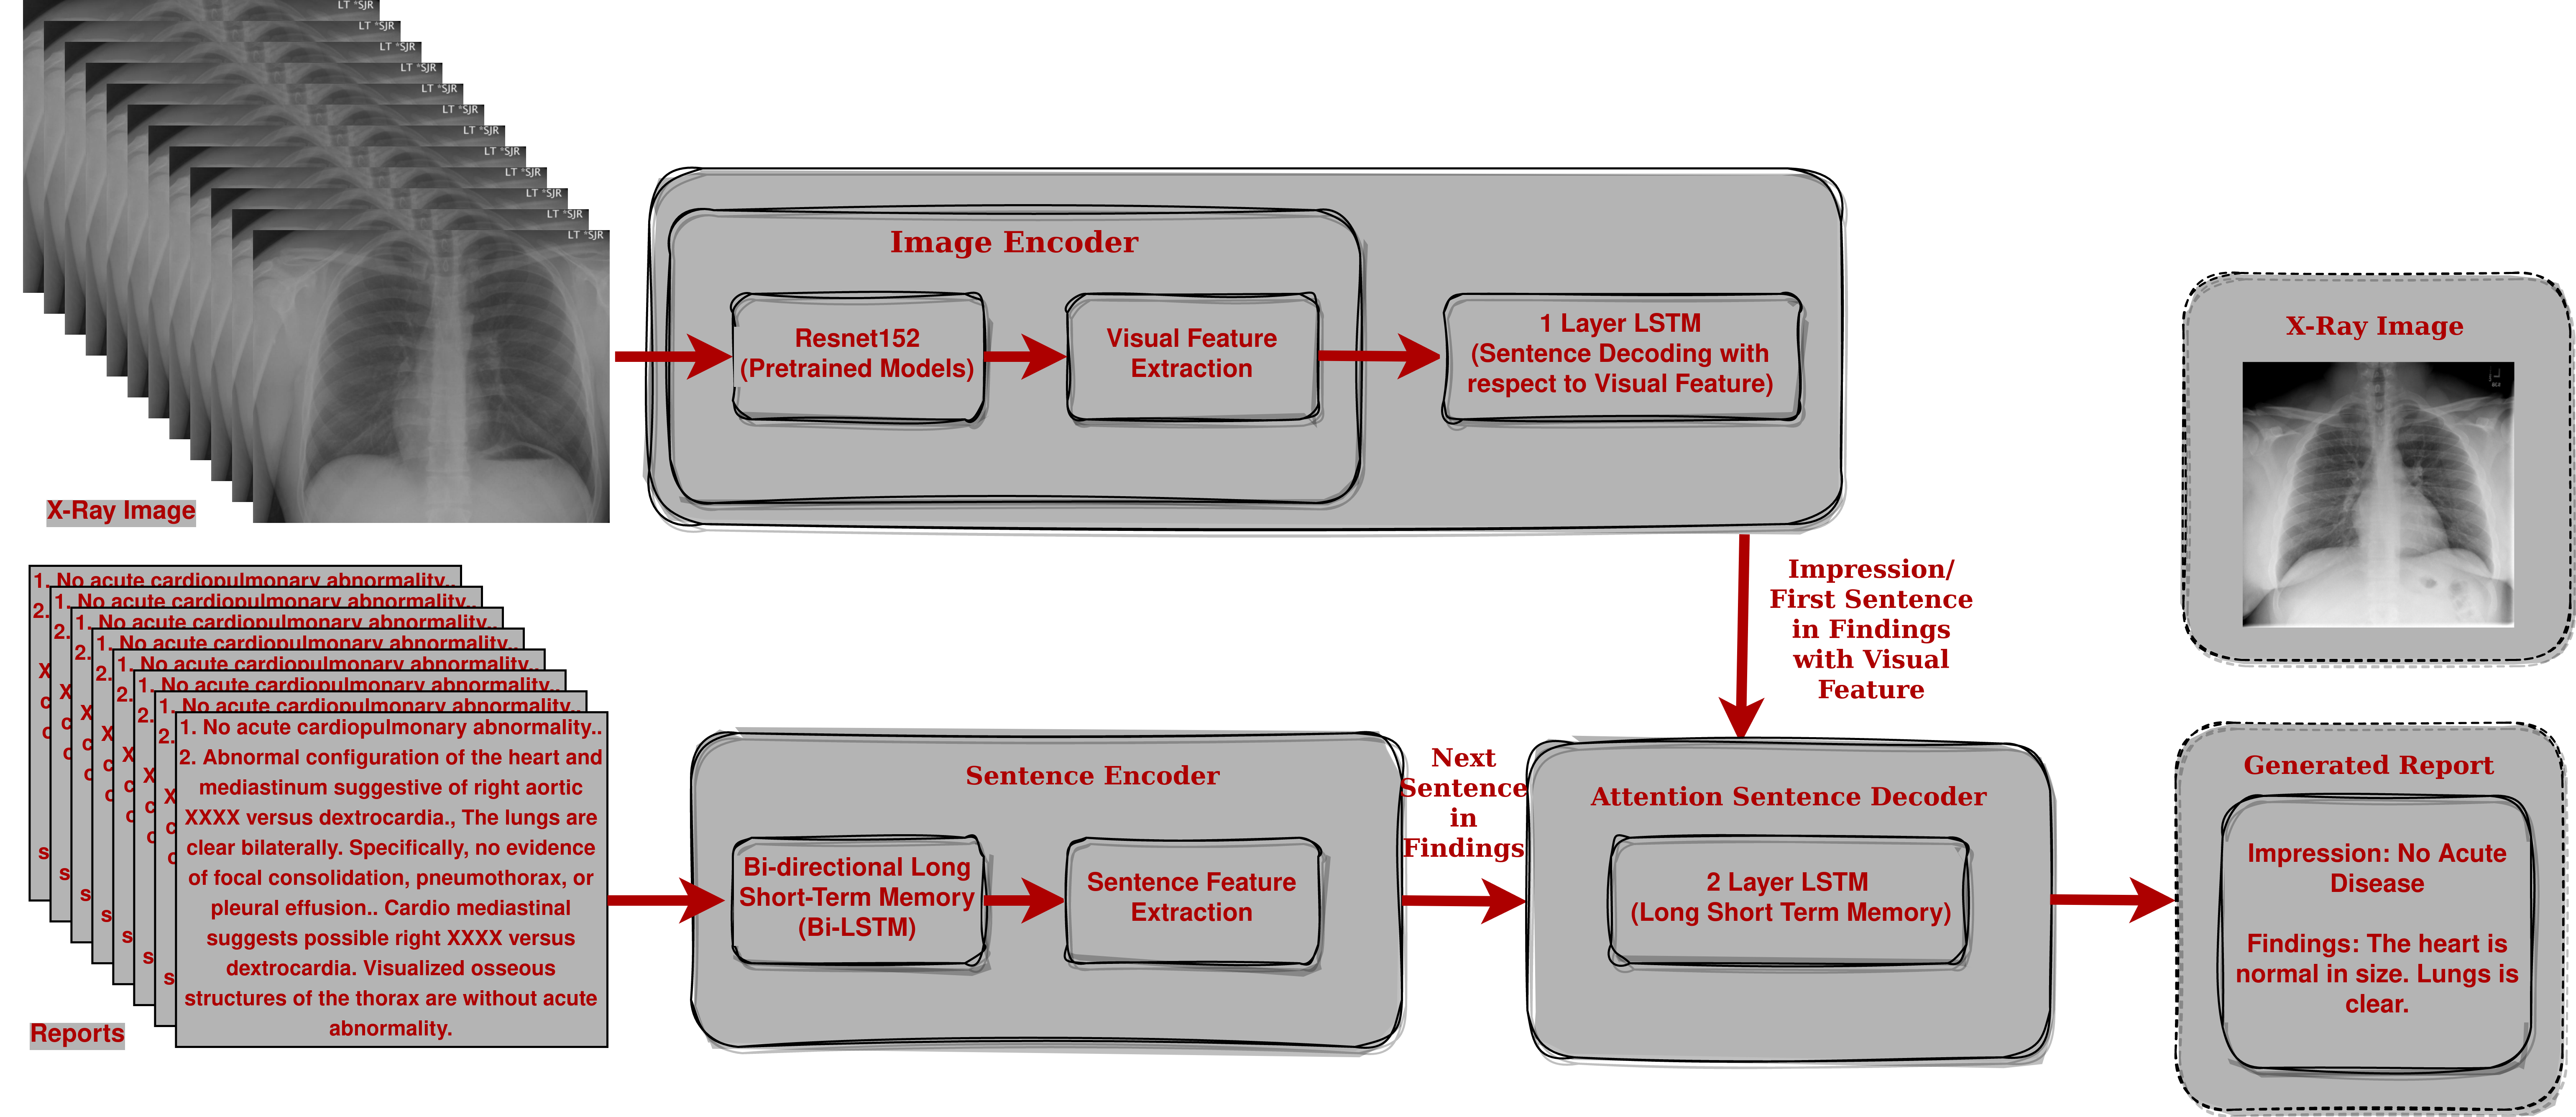 LT *SJR
LT *SJR
LT *SJR
LT *SJR
LT *SJR
LT *SJR
LT *SJR
LT *SJR
LT *SJR
LT *SJR
LT *SJR
LT *SJR
X-Ray Image
Image Encoder
Resnet152
(Pretrained Models)
Visual Feature
Extraction
1 Layer LSTM
(Sentence Decoding with
respect to Visual Feature)
X-Ray Image
Impression/
First Sentence
in Findings
with Visual
Feature
1. No acute cardiopulmonary abnormality..
2.
1. No acute cardiopulmonary abnormality..
2.
1. No acute cardiopulmonary abnormality..
2.
1. No acute cardiopulmonary abnormality..
2.
1. No acute cardiopulmonary abnormality..
2.
1. No acute cardiopulmonary abnormality..
2.
1. No acute cardiopulmonary abnormality..
2.
1. No acute cardiopulmonary abnormality..
2. Abnormal configuration of the heart and
mediastinum suggestive of right aortic
XXXX versus dextrocardia., The lungs are
clear bilaterally. Specifically, no evidence
of focal consolidation, pneumothorax, or
pleural effusion.. Cardio mediastinal
suggests possible right XXXX versus
dextrocardia. Visualized osseous
structures of the thorax are without acute
abnormality.
Reports
Sentence Encoder
Bi-directional Long
Short-Term Memory
(Bi-LSTM)
Sentence Feature
Extraction
Next
Sentence
in
Findings
Attention Sentence Decoder
2 Layer LSTM
(Long Short Term Memory)
Generated Report
Impression: No Acute
Disease
Findings: The heart is
normal in size. Lungs is
clear.